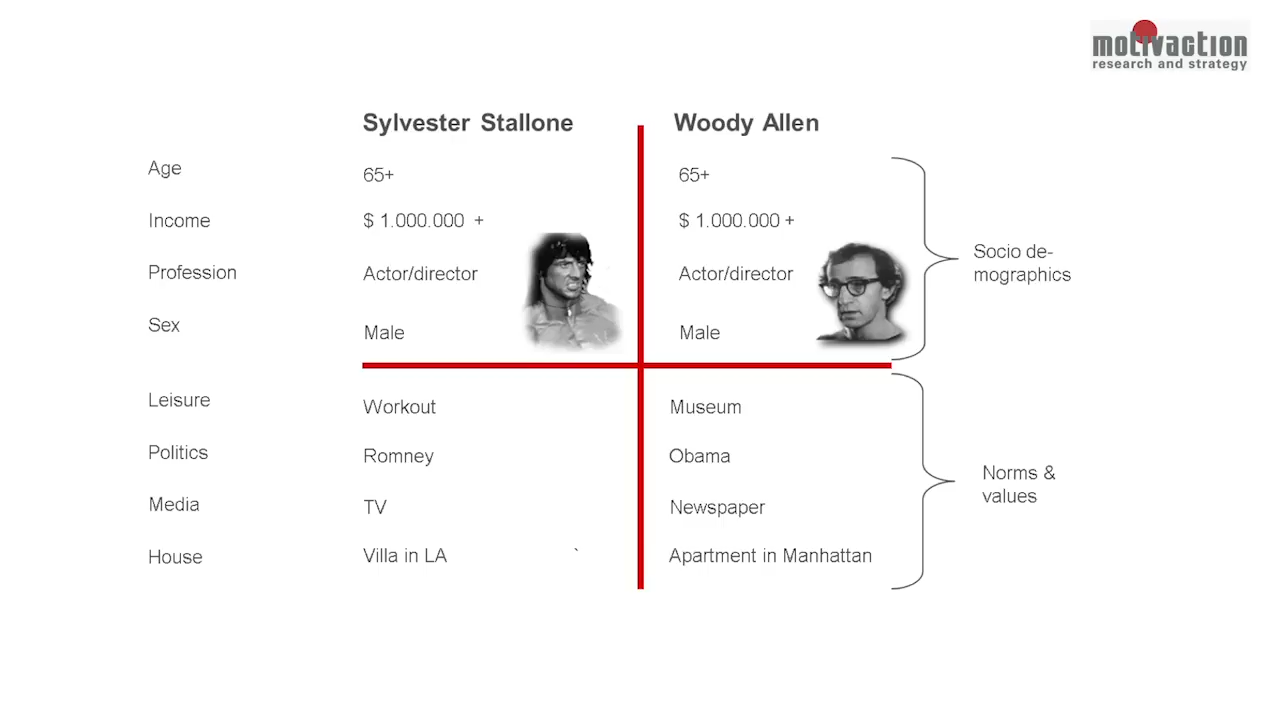 motivaction
research and strategy
Sylvester Stallone Woody Allen
Age 65+ 65+
Income $ 1.000.000 + $ 1.000.000 +
Profession Actor/director Actor/director
Sex Male Male
Socio de-
mographics
Leisure Workout Museum
Politics Romney Obama
Media TV Newspaper
House Villa in LA ` Apartment in Manhattan
Norms &
values